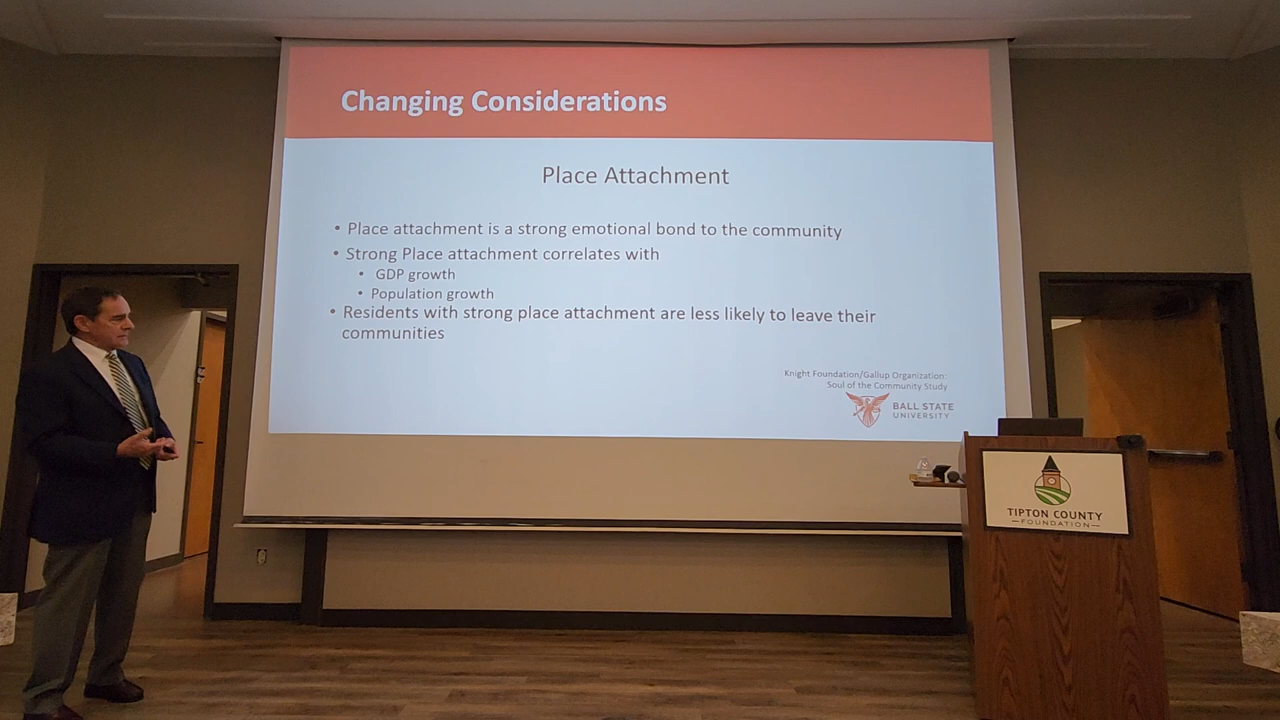 Changing Considerations
Place Attachment
• Place attachment is a strong emotional bond to the community
• Strong Place attachment correlates with
• GDP growth
• Population growth
• Residents with strong place attachment are less likely to leave their
communities
Knight Foundation/Gallup Organization:
Soul of the Community Study
BALL STATE
UNIVERSITY
TIPTON COUNTY
FOUNDATION